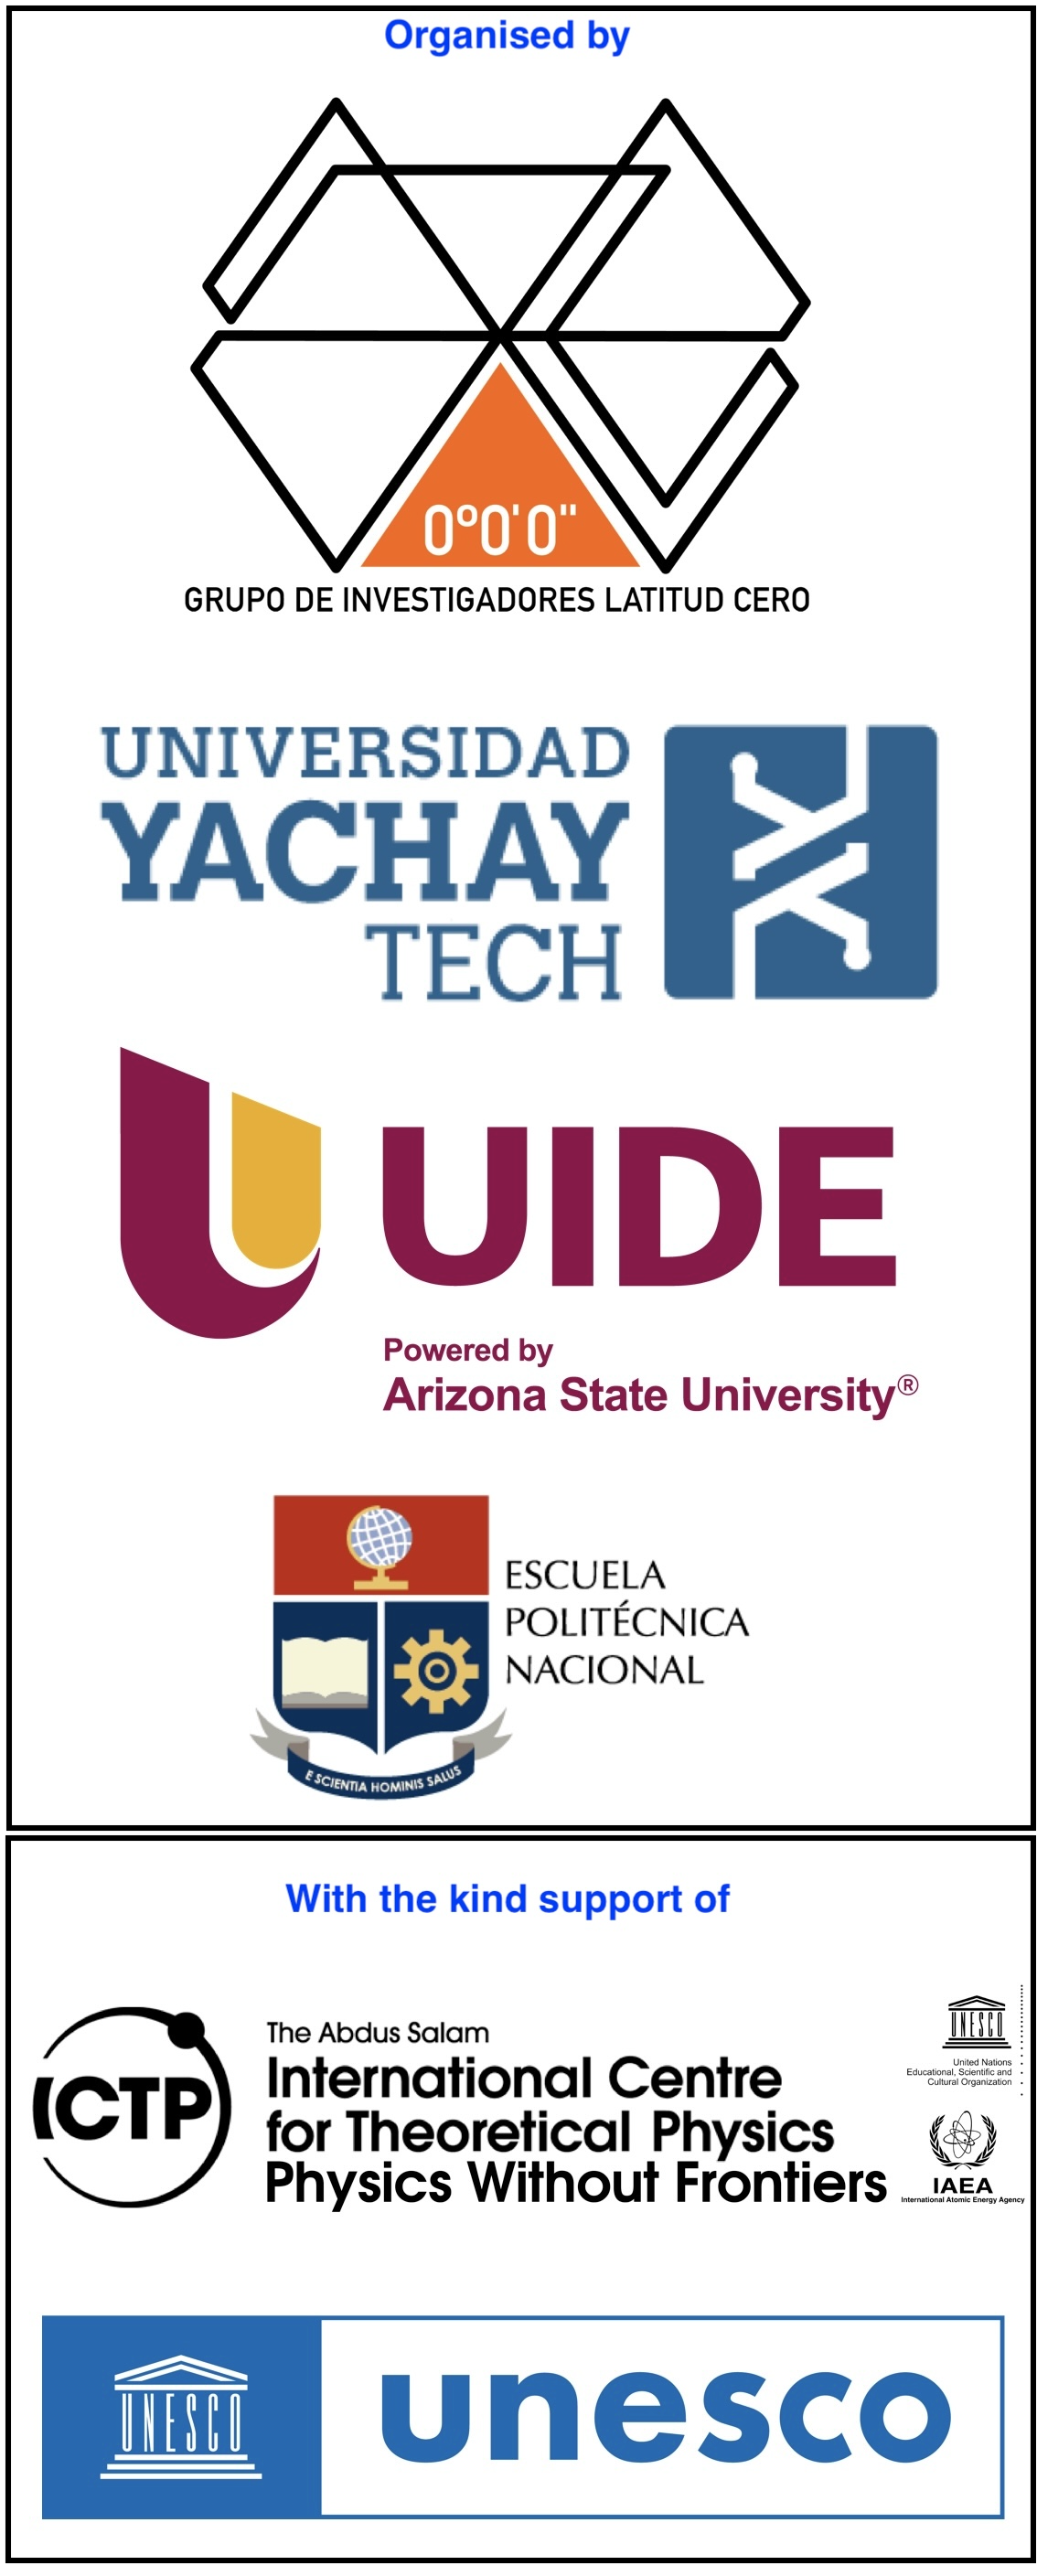 Organised by
0º0'0"
GRUPO DE INVESTIGADORES LATITUD CERO
UNIVERSIDAD
YACHAY
TECH
UIDE
Powered by
Arizona State University®
ESCUELA
POLITÉCNICA
NACIONAL
E SCIENTIA HOMINIS SALUS
With the kind support of
ICTP
The Abdus Salam
International Centre
for Theoretical Physics
Physics Without Frontiers
UNESCO
United Nations
Educational, Scientific and
Cultural Organization
IAEA
International Atomic Energy Agency
UNESCO
unesco